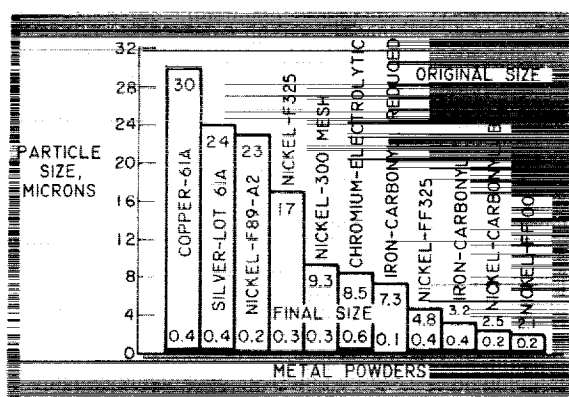 32
28
24
20
16
12
8
4
0
PARTICLE
SIZE,
MICRONS
ORIGINAL SIZE
COPPER-61A
SILVER-LOT 61A
NICKEL-F89-A2
NICKEL-F325
NICKEL-300 MESH
CHROMIUM-ELECTROLYTIC
IRON-CARBONYL REDUCED
NICKEL-FF325
IRON-CARBONYL
NICKEL-CARBONYL B
NICKEL-FF100
30 24 23 17 9.3 8.5 7.3 4.8 3.2 2.5 2.1
FINAL SIZE
0.4 0.4 0.2 0.3 0.3 0.6 0.1 0.4 0.4 0.2 0.2
METAL POWDERS